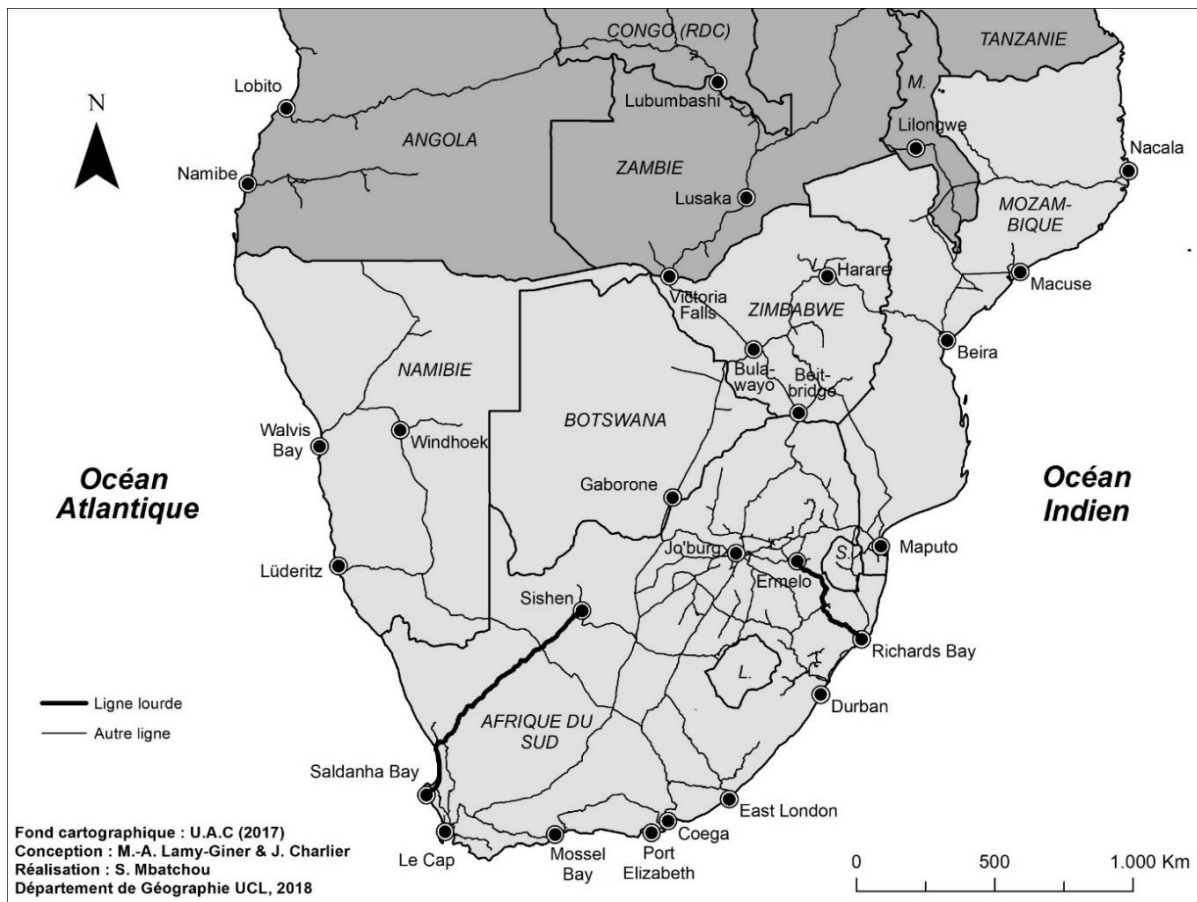 CONGO (RDC)
TANZANIE
Lobito
Lubumbashi
M.
N
ANGOLA
Lilongwe
ZAMBIE
Nacala
Namibe
Lusaka
MOZAM-
BIQUE
Harare
Macuse
Victoria
Falls
ZIMBABWE
Beira
NAMIBIE
Bula-
wayo
Beit-
bridge
BOTSWANA
Walvis
Bay
Windhoek
Océan
Atlantique
Gaborone
Océan
Indien
Jo'burg
S.
Maputo
Lüderitz
Ermelo
Sishen
Richards Bay
L.
Ligne lourde
Durban
AFRIQUE DU
SUD
Autre ligne
Saldanha Bay
East London
Coega
Le Cap
Mossel
Bay
Port
Elizabeth
Fond cartographique : U.A.C (2017)
Conception : M.-A. Lamy-Giner & J. Charlier
Réalisation : S. Mbatchou
Département de Géographie UCL, 2018
0 500 1.000 Km